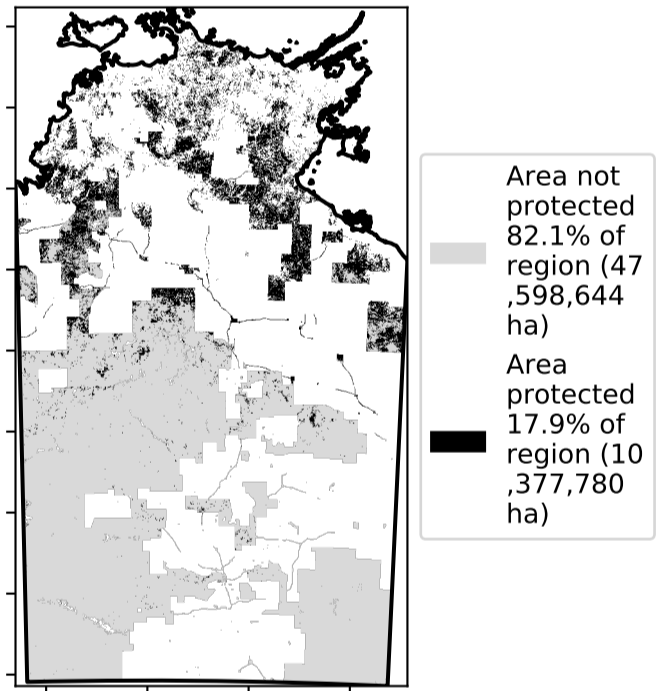 Area not
protected
82.1% of
region (47
,598,644
ha)
Area
protected
17.9% of
region (10
,377,780
ha)